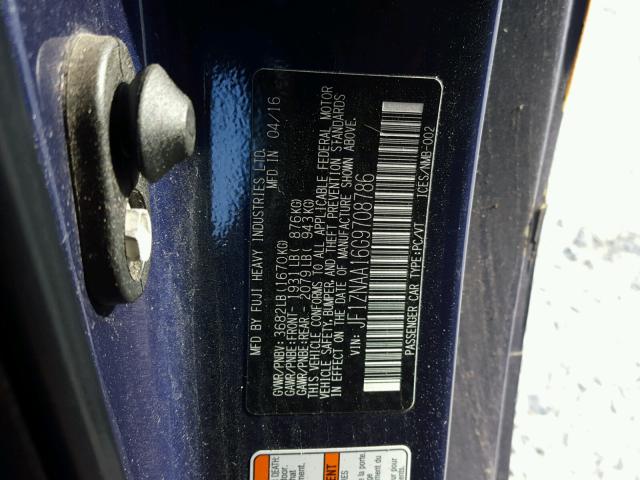 MFD BY FUJI HEAVY INDUSTRIES LTD.
MFD IN 04/16
GVWR/PNBV: 3682LB (1670KG)
GAWR/PNBE:FRONT- 1931LB( 876KG)
GAWR/PNBE:REAR- 2079LB( 943KG)
THIS VEHICLE CONFORMS TO ALL APPLICABLE FEDERAL MOTOR
VEHICLE SAFETY, BUMPER, AND THEFT PREVENTION STANDARDS
IN EFFECT ON THE DATE OF MANUFACTURE SHOWN ABOVE.
VIN: JF1ZNAA16G9708786
PASSENGER CAR TYPE:PC/VT ICES/NMB-002
DEATH: